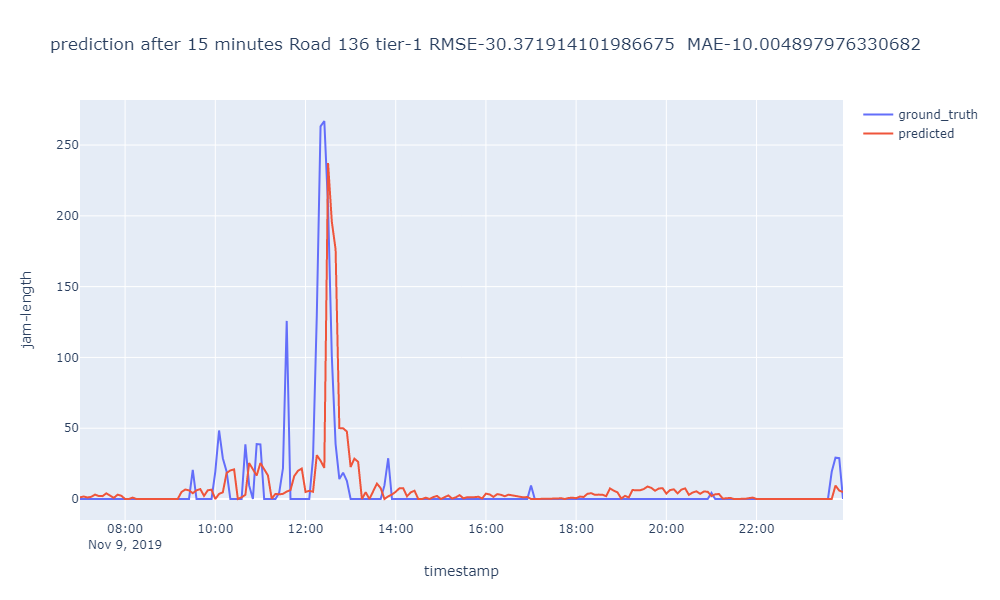 prediction after 15 minutes Road 136 tier-1 RMSE-30.371914101986675  MAE-10.004897976330682
ground_truth
predicted
250
200
150
100
50
0
jam-length
08:00 10:00 12:00 14:00 16:00 18:00 20:00 22:00
Nov 9, 2019
timestamp